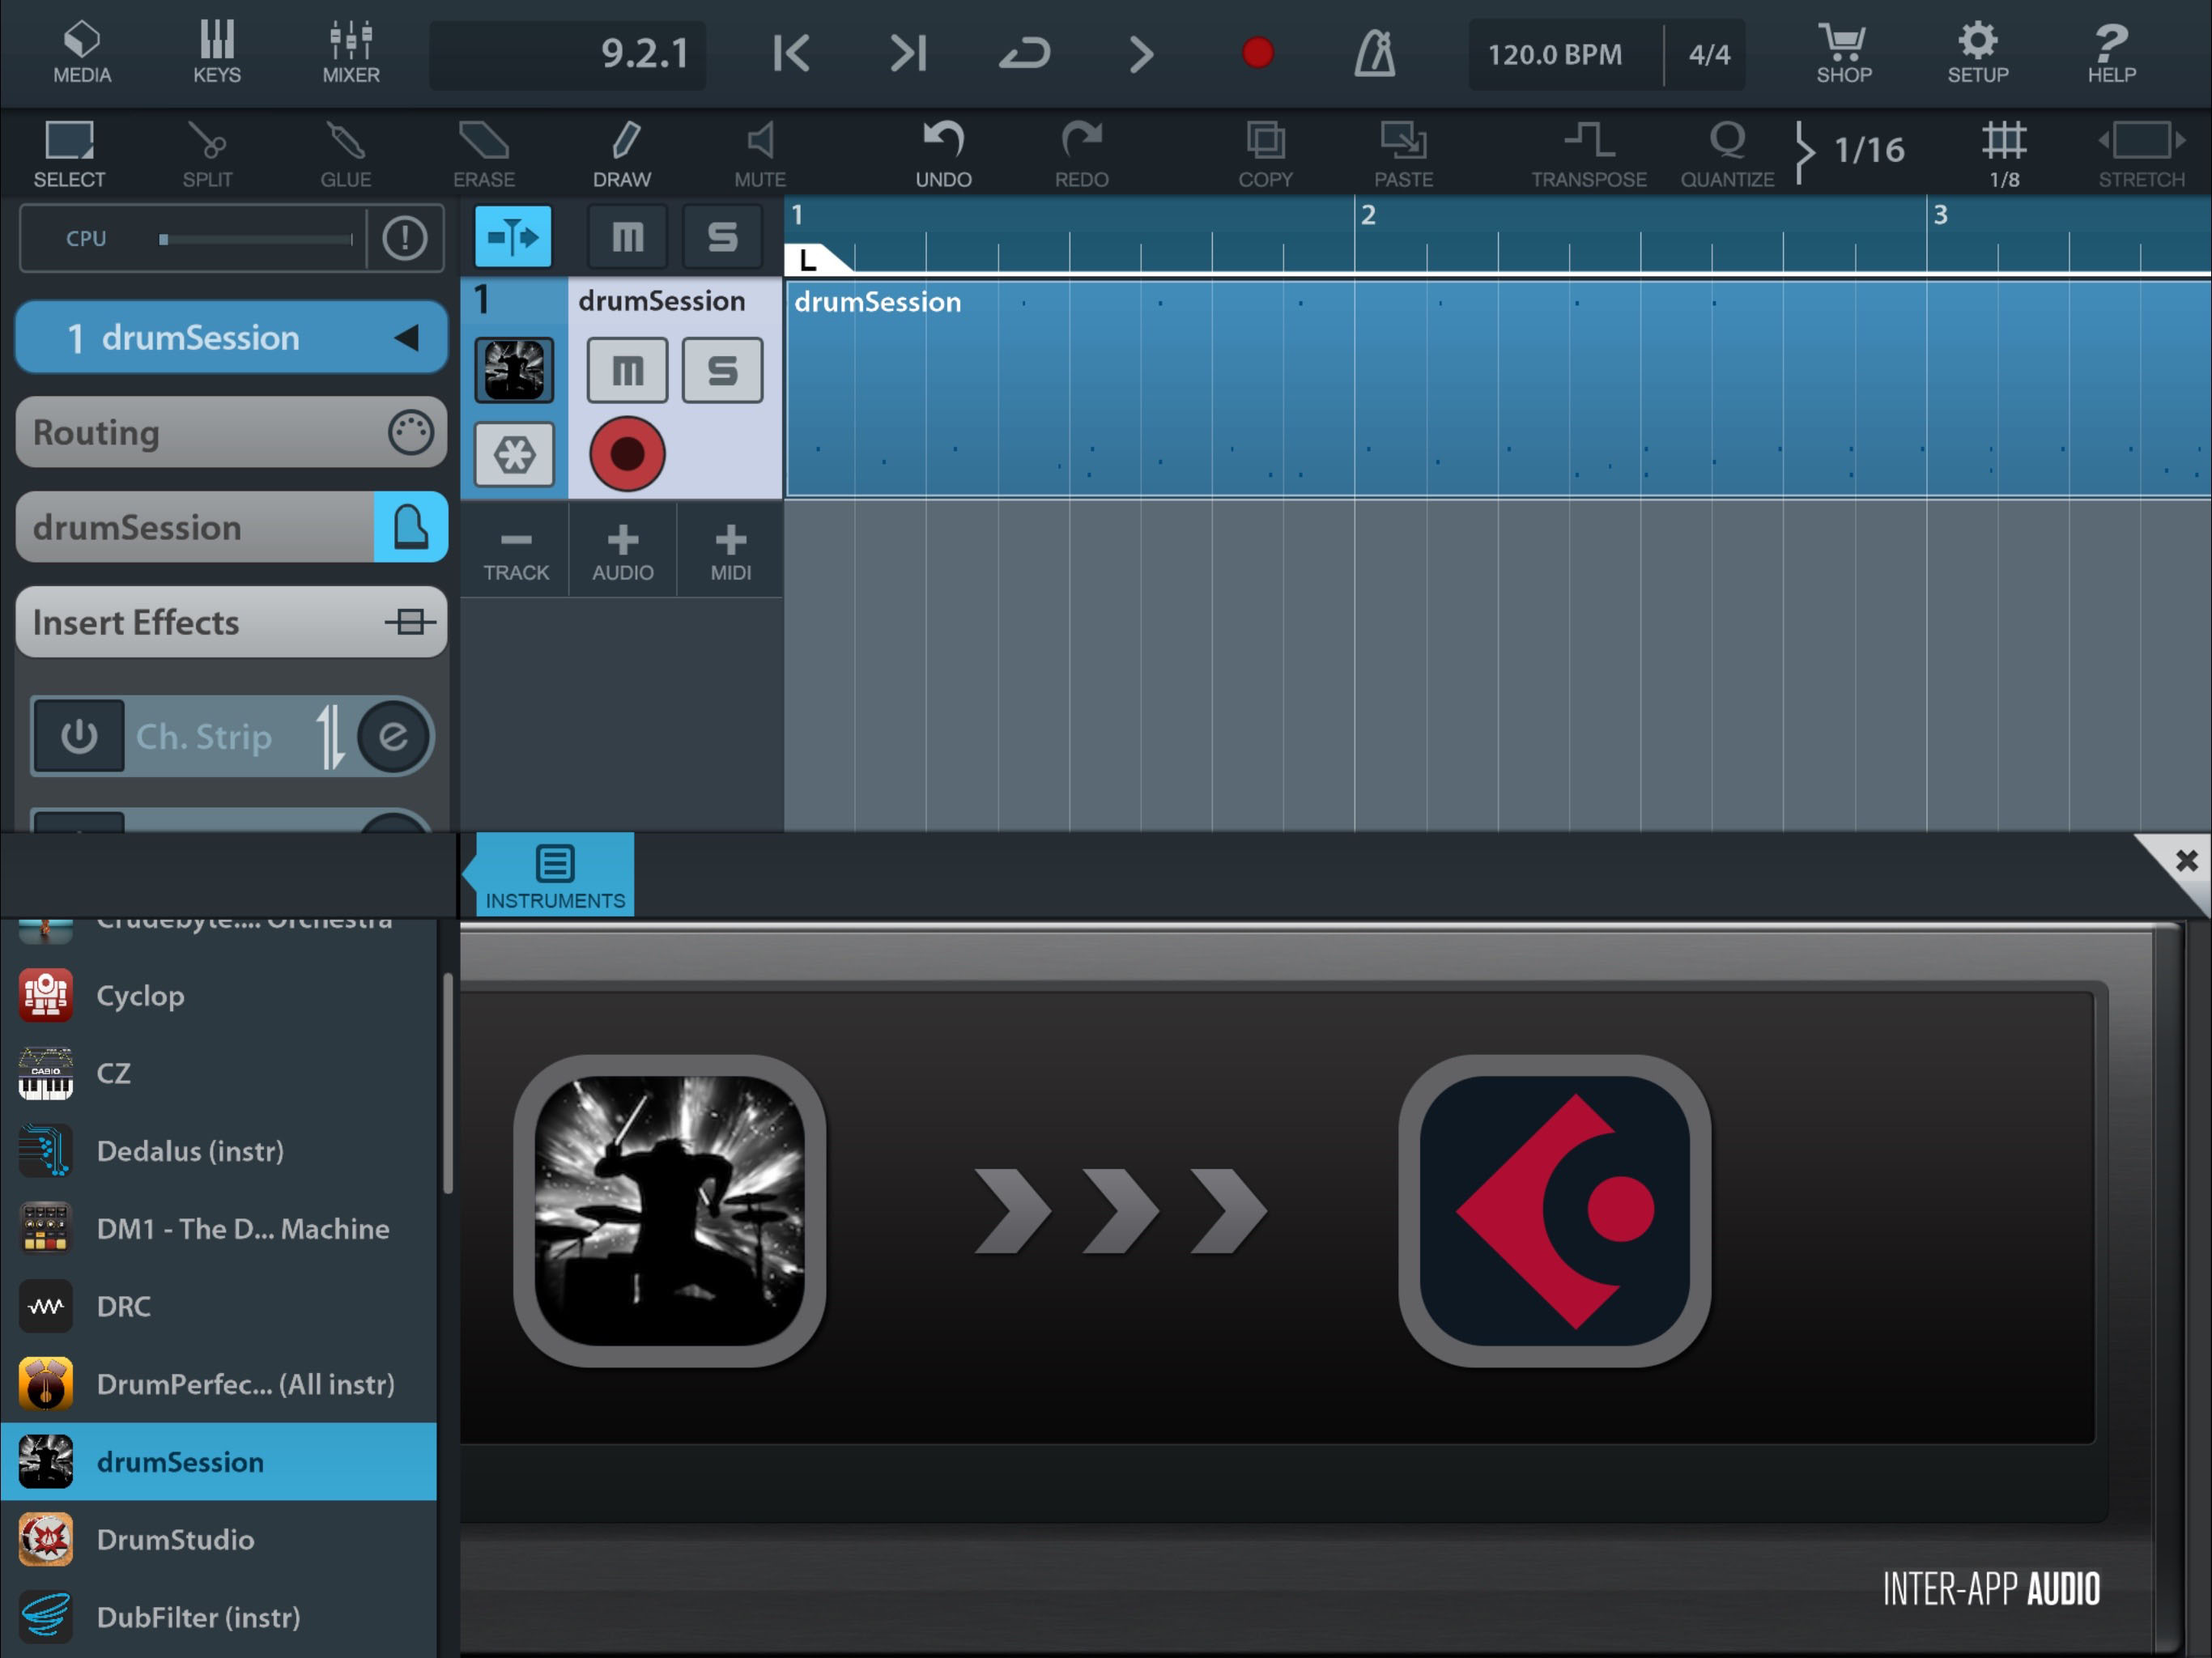 MEDIA
KEYS
MIXER
9.2.1
120.0 BPM
4/4
SHOP
SETUP
HELP
SELECT
SPLIT
GLUE
ERASE
DRAW
MUTE
UNDO
REDO
COPY
PASTE
TRANSPOSE
Q
QUANTIZE
1/16
1/8
STRETCH
CPU
m
S
1
2
3
L
1 drumSession
1
drumSession
drumSession
m
S
Routing
drumSession
TRACK
AUDIO
MIDI
Insert Effects
Ch. Strip
e
INSTRUMENTS
Crudebyte.... Orchestra
Cyclop
CASIO
CZ
Dedalus (instr)
DM1 - The D... Machine
DRC
DrumPerfec... (All instr)
drumSession
DrumStudio
DubFilter (instr)
INTER-APP AUDIO